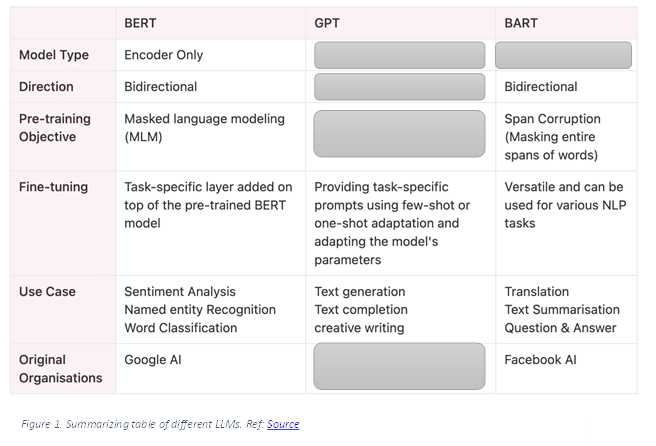 BERT GPT BART
Model Type Encoder Only
Direction Bidirectional Bidirectional
Pre-training Objective
Masked language modeling (MLM)
Span Corruption (Masking entire spans of words)
Fine-tuning
Task-specific layer added on top of the pre-trained BERT model
Providing task-specific prompts using few-shot or one-shot adaptation and adapting the model's parameters
Versatile and can be used for various NLP tasks
Use Case
Sentiment Analysis
Named entity Recognition
Word Classification
Text generation
Text completion
creative writing
Translation
Text Summarisation
Question & Answer
Original Organisations
Google AI
Facebook AI
Figure 1. Summarizing table of different LLMs. Ref: Source